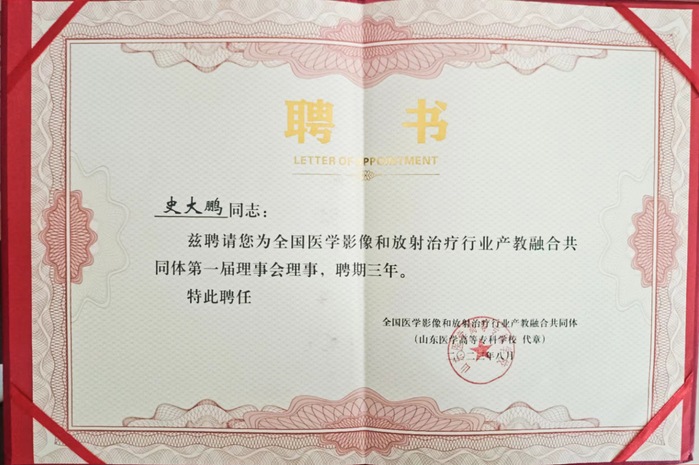 聘书
LETTER OF APPOINTMENT
史大鹏同志：
兹聘请您为全国医学影像和放射治疗行业产教融合共
同体第一届理事会理事，聘期三年。
特此聘任
全国医学影像和放射治疗行业产教融合共同体
（山东医学高等专科学校 代章）
年八月